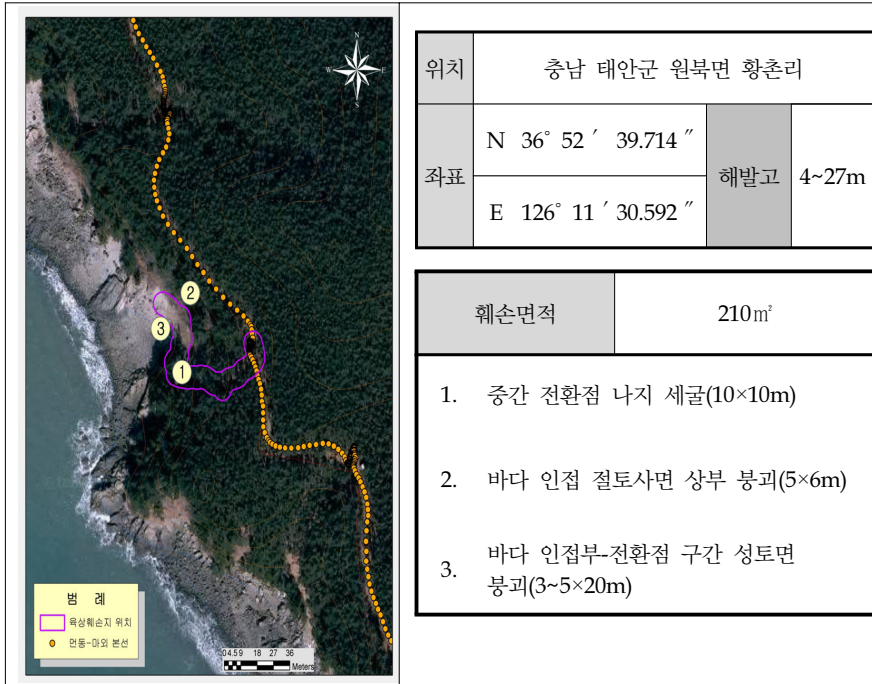 N
W E
S
2
3
1
범 례
육상훼손지 위치
먼동-마외 본선
0 4.5 9 18 27 36
Meters
위치 충남 태안군 원북면 황촌리
좌표 N 36° 52 ′ 39.714 ″ 해발고 4~27m
E 126° 11 ′ 30.592 ″
훼손면적 210㎡
1. 중간 전환점 나지 세굴(10×10m)
2. 바다 인접 절토사면 상부 붕괴(5×6m)
3. 바다 인접부-전환점 구간 성토면
붕괴(3~5×20m)